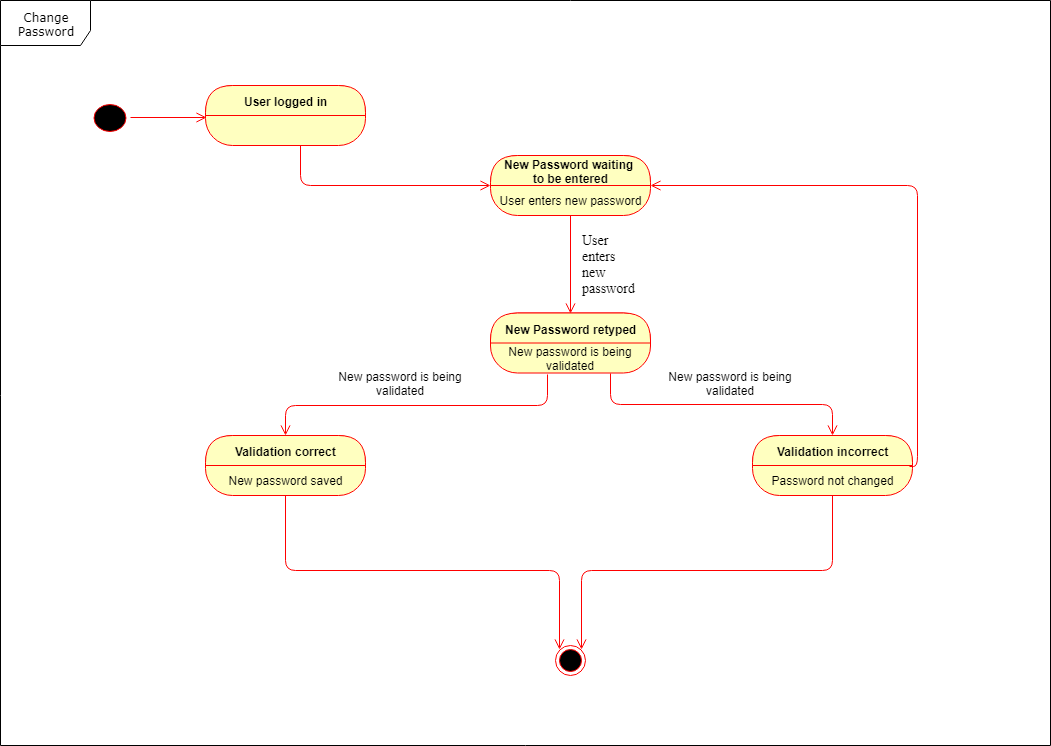 Change
Password
User logged in
New Password waiting
to be entered
User enters new password
User
enters
new
password
New Password retyped
New password is being
validated
New password is being
validated
New password is being
validated
Validation correct
New password saved
Validation incorrect
Password not changed